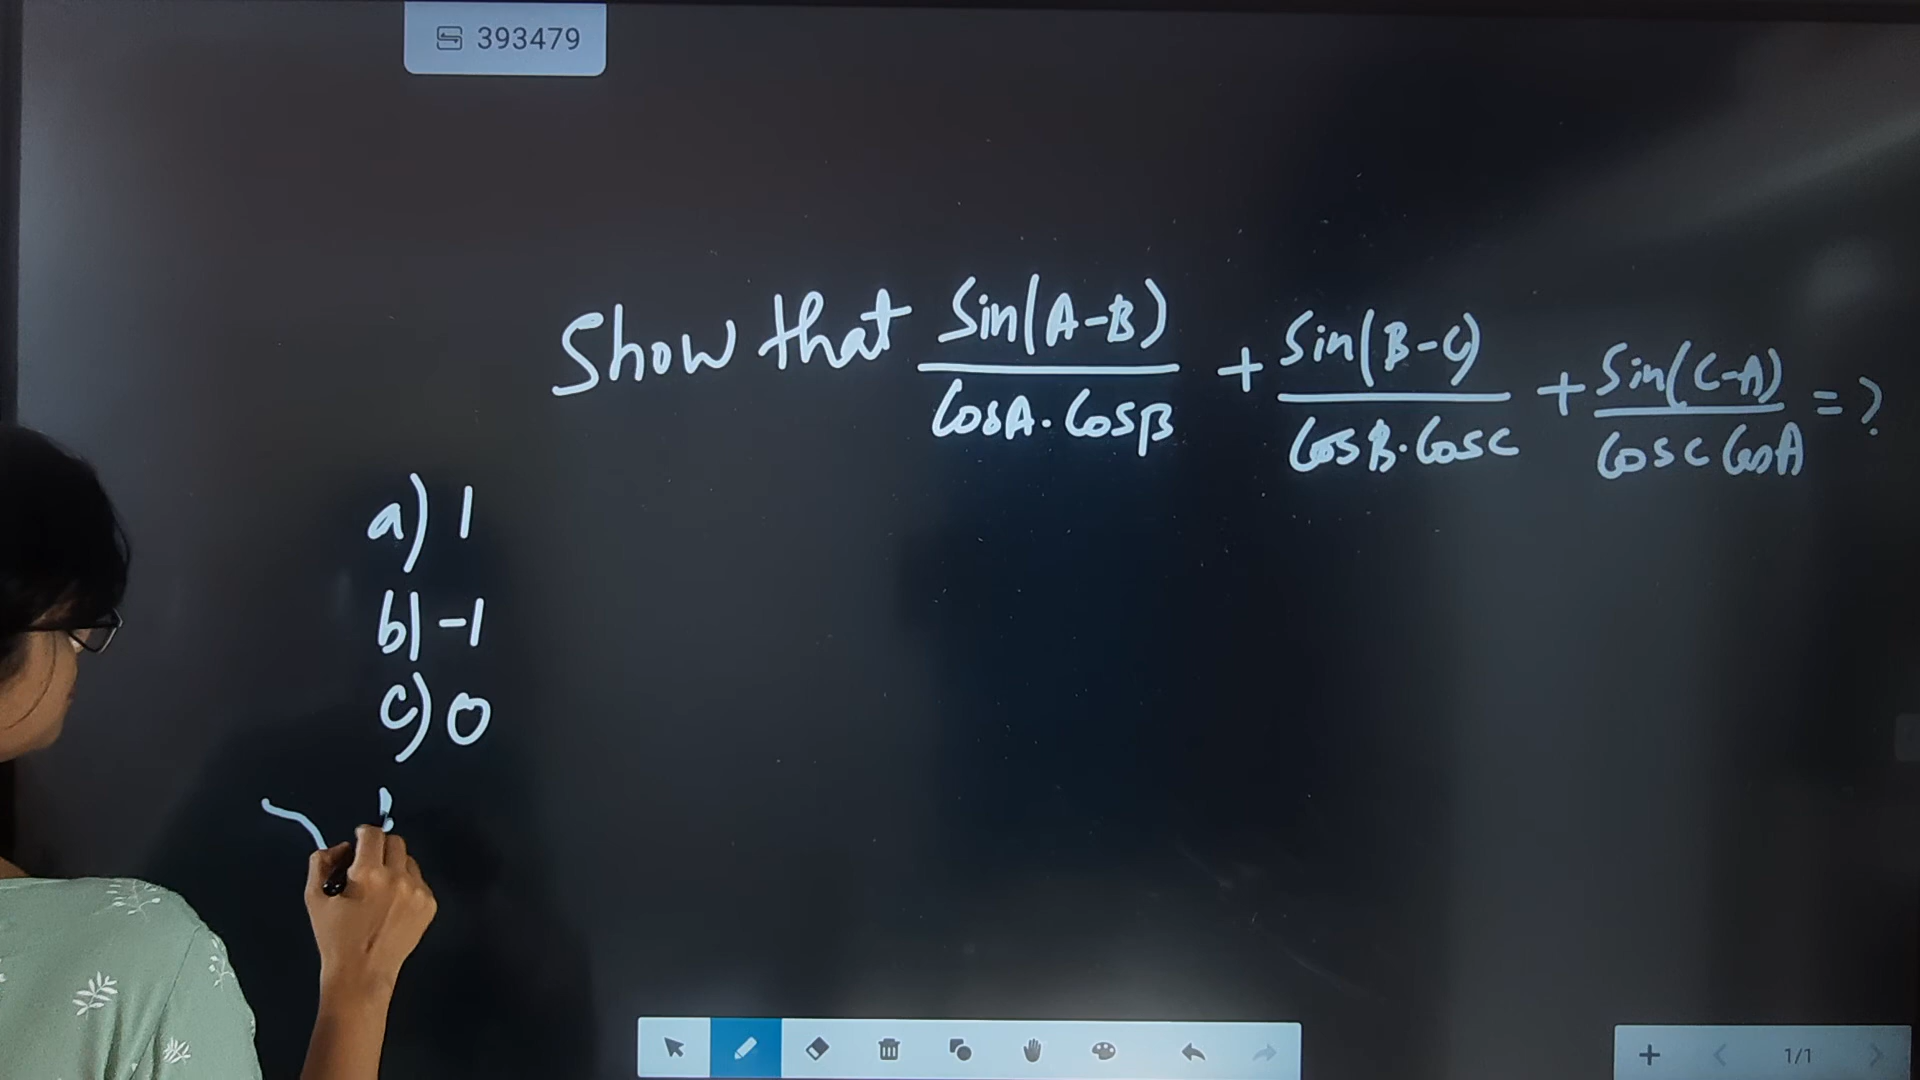 393479
Show that Sin(A-B)/CosA.CosB + Sin(B-C)/CosB.CosC + Sin(C-A)/CosC CosA = ?
a) 1
b) -1
c) 0
1/1